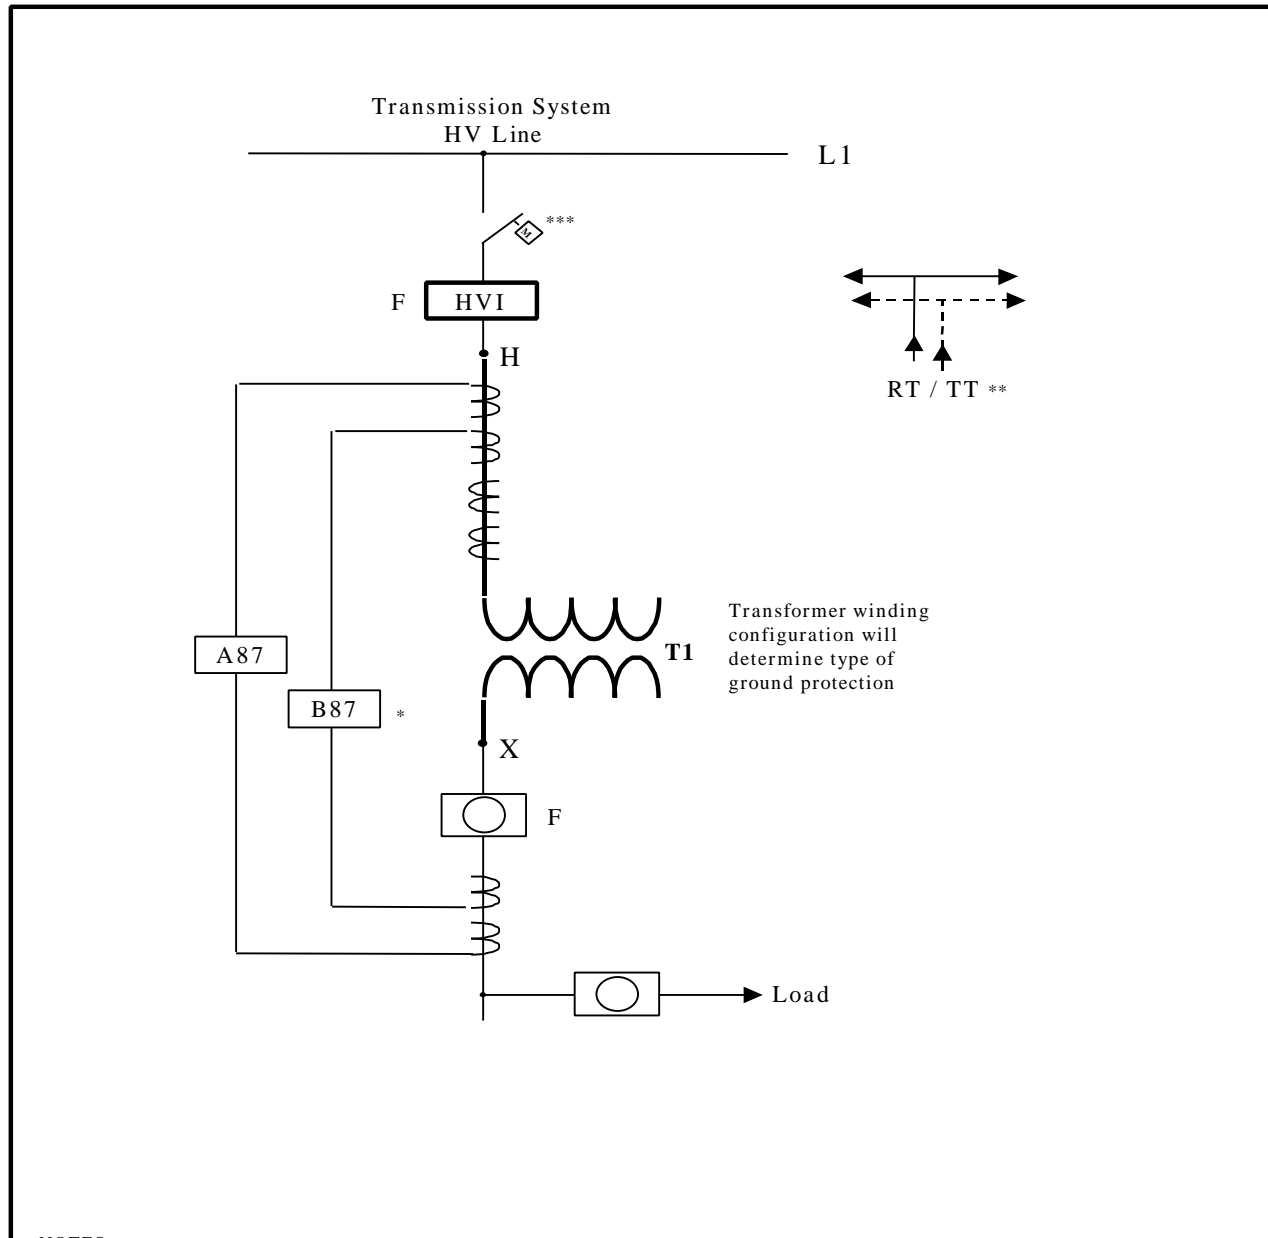 Transmission System
HV Line
L1
M
***
F
HVI
H
RT / TT **
A87
B87
*
T1
Transformer winding
configuration will
determine type of
ground protection
X
F
Load